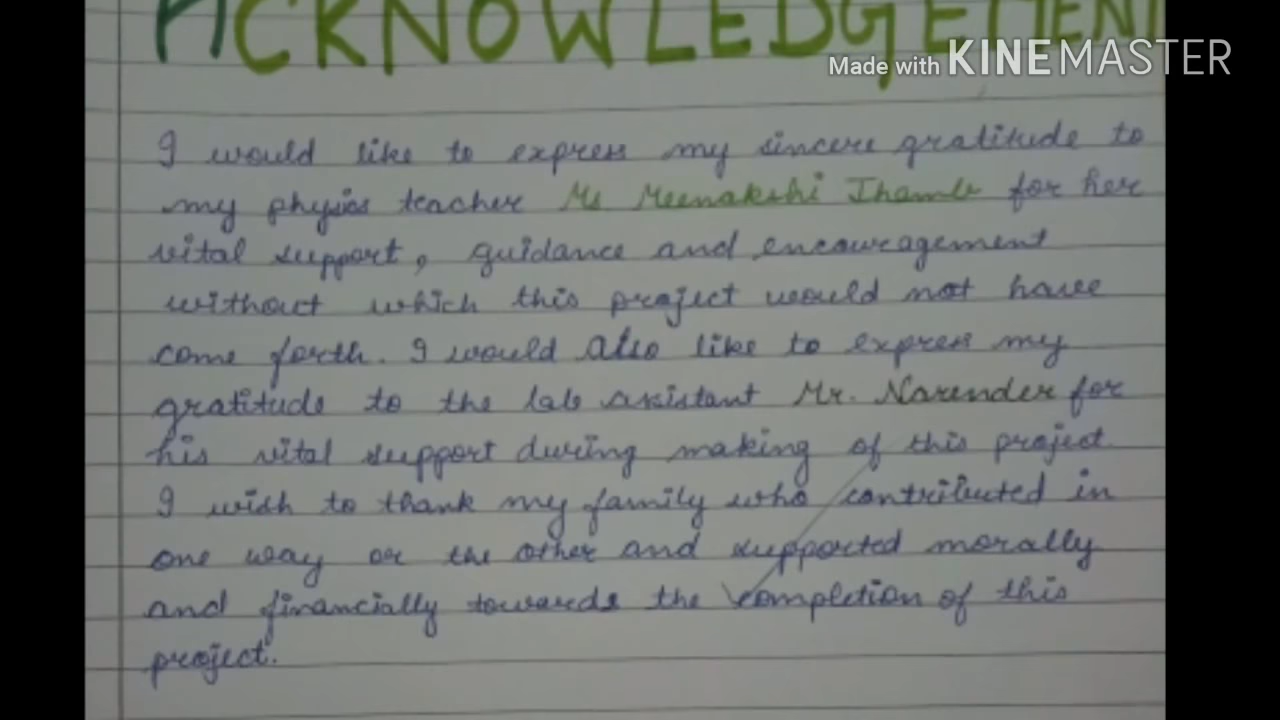 ACKNOWLEDGEMENT
Made with KINEMASTER
I would like to express my sincere gratitude to
my physics teacher Ms Meenakshi for her
vital support, guidance and encouragement
without which this project would not have
come forth. I would also like to express my
gratitude to the lab assistant Mr. Narender for
his vital support during making of this project.
I wish to thank my family who contributed in
one way or the other and supported morally
and financially towards the completion of this
project.